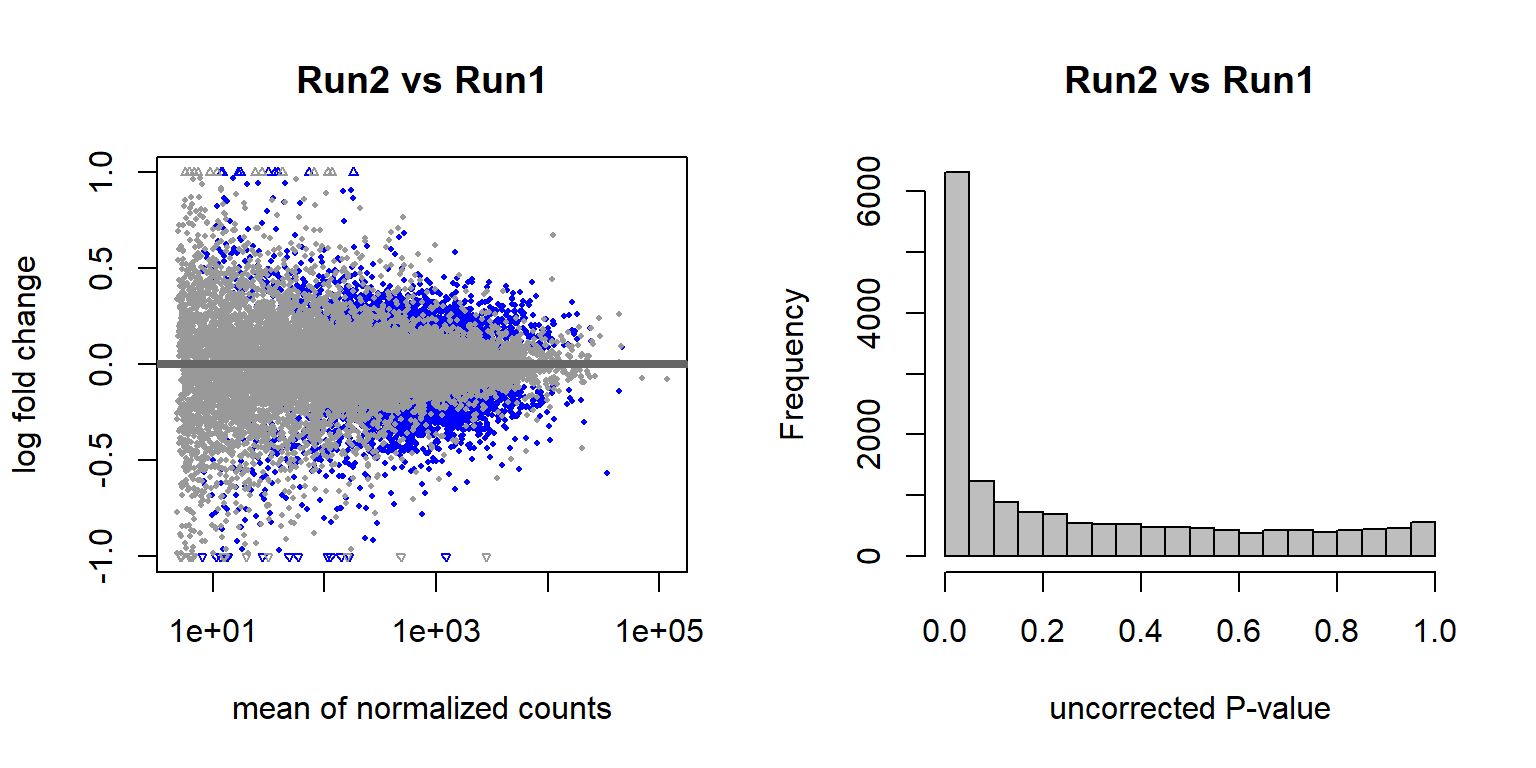 Run2 vs Run1
log fold change
1.0
0.5
0.0
-0.5
-1.0
1e+01 1e+03 1e+05
mean of normalized counts
Run2 vs Run1
Frequency
6000
4000
2000
0
0.0 0.2 0.4 0.6 0.8 1.0
uncorrected P-value